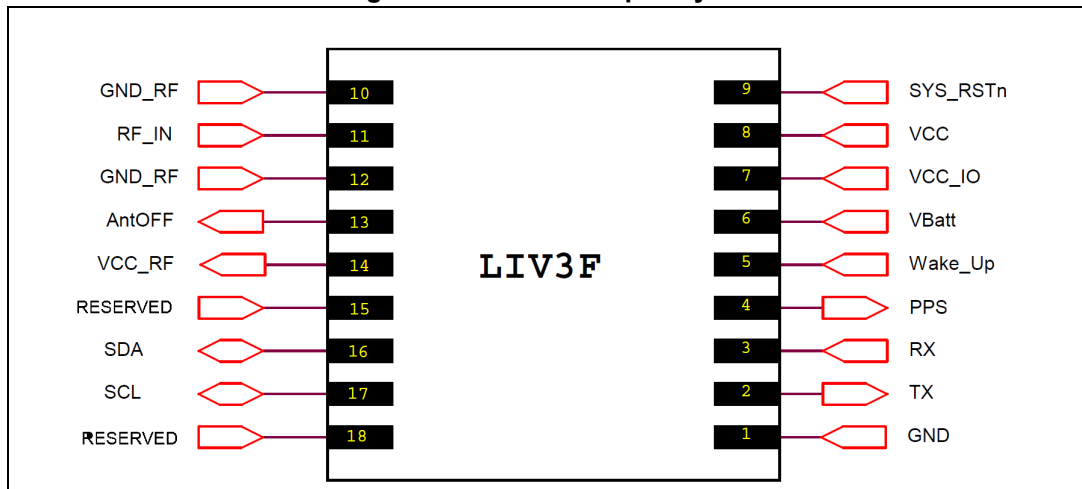 GND_RF 10 9 SYS_RSTn
RF_IN 11 8 VCC
GND_RF 12 7 VCC_IO
AntOFF 13 6 VBatt
VCC_RF 14 LIV3F 5 Wake_Up
RESERVED 15 4 PPS
SDA 16 3 RX
SCL 17 2 TX
RESERVED 18 1 GND